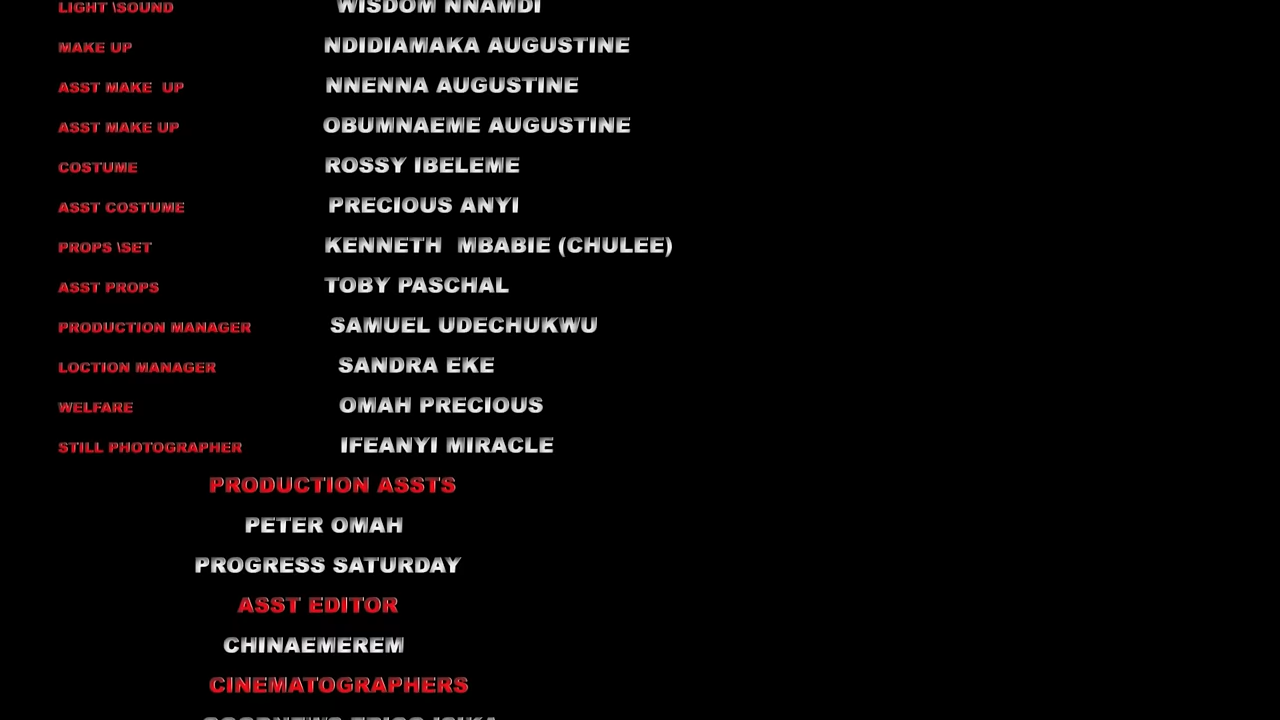 LIGHT \SOUND WISDOM NNAMDI
MAKE UP NDIDIAMAKA AUGUSTINE
ASST MAKE  UP NNENNA AUGUSTINE
ASST MAKE UP OBUMNAEME AUGUSTINE
COSTUME ROSSY IBELEME
ASST COSTUME PRECIOUS ANYI
PROPS \SET KENNETH  MBABIE (CHULEE)
ASST PROPS TOBY PASCHAL
PRODUCTION MANAGER SAMUEL UDECHUKWU
LOCTION MANAGER SANDRA EKE
WELFARE OMAH PRECIOUS
STILL PHOTOGRAPHER IFEANYI MIRACLE
PRODUCTION ASSTS
PETER OMAH
PROGRESS SATURDAY
ASST EDITOR
CHINAEMEREM
CINEMATOGRAPHERS